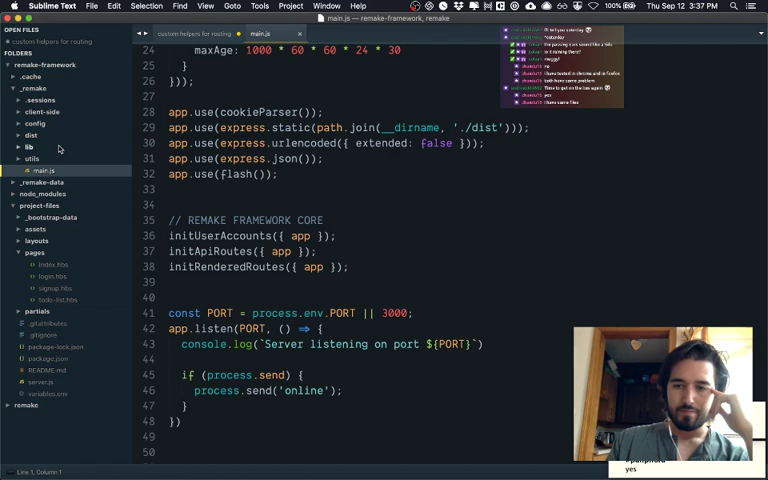 Sublime Text File Edit Selection Find View Goto Tools Project Window Help
100% Thu Sep 12 3:37 PM
main.js — remake-framework, remake
OPEN FILES
custom helpers for routing
FOLDERS
remake-framework
.cache
_remake
.sessions
client-side
config
dist
lib
utils
main.js
_remake-data
node_modules
project-files
_bootstrap-data
assets
layouts
pages
index.hbs
login.hbs
signup.hbs
todo-list.hbs
partials
.gitattributes
.gitignore
package-lock.json
package.json
README.md
server.js
variables.env
remake
custom helpers for routing
main.js
24 maxAge: 1000 * 60 * 60 * 24 * 30
25 }
26 }));
27
28 app.use(cookieParser());
29 app.use(express.static(path.join(__dirname, './dist')));
30 app.use(express.urlencoded({ extended: false }));
31 app.use(express.json());
32 app.use(flash());
33
34
35 // REMAKE FRAMEWORK CORE
36 initUserAccounts({ app });
37 initApiRoutes({ app });
38 initRenderedRoutes({ app });
39
40
41 const PORT = process.env.PORT || 3000;
42 app.listen(PORT, () => {
43 console.log(`Server listening on port ${PORT}`)
44
45 if (process.send) {
46 process.send('online');
47 }
48 })
49
50
yes
Line 1, Column 1